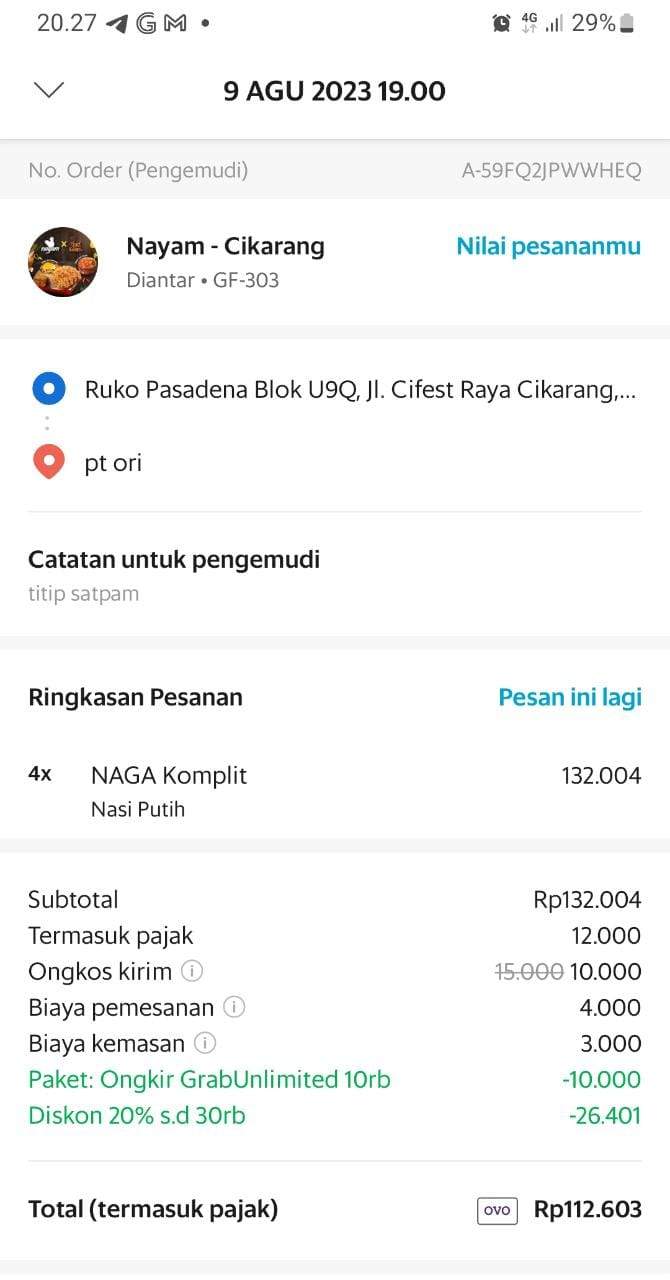 20.27 4G 29%
9 AGU 2023 19.00
No. Order (Pengemudi) A-59FQ2JPWWHEQ
Nayam - Cikarang Nilai pesananmu
Diantar • GF-303
Ruko Pasadena Blok U9Q, Jl. Cifest Raya Cikarang,...
pt ori
Catatan untuk pengemudi
titip satpam
Ringkasan Pesanan Pesan ini lagi
4x NAGA Komplit 132.004
Nasi Putih
Subtotal Rp132.004
Termasuk pajak 12.000
Ongkos kirim 15.000 10.000
Biaya pemesanan 4.000
Biaya kemasan 3.000
Paket: Ongkir GrabUnlimited 10rb -10.000
Diskon 20% s.d 30rb -26.401
Total (termasuk pajak) OVO Rp112.603